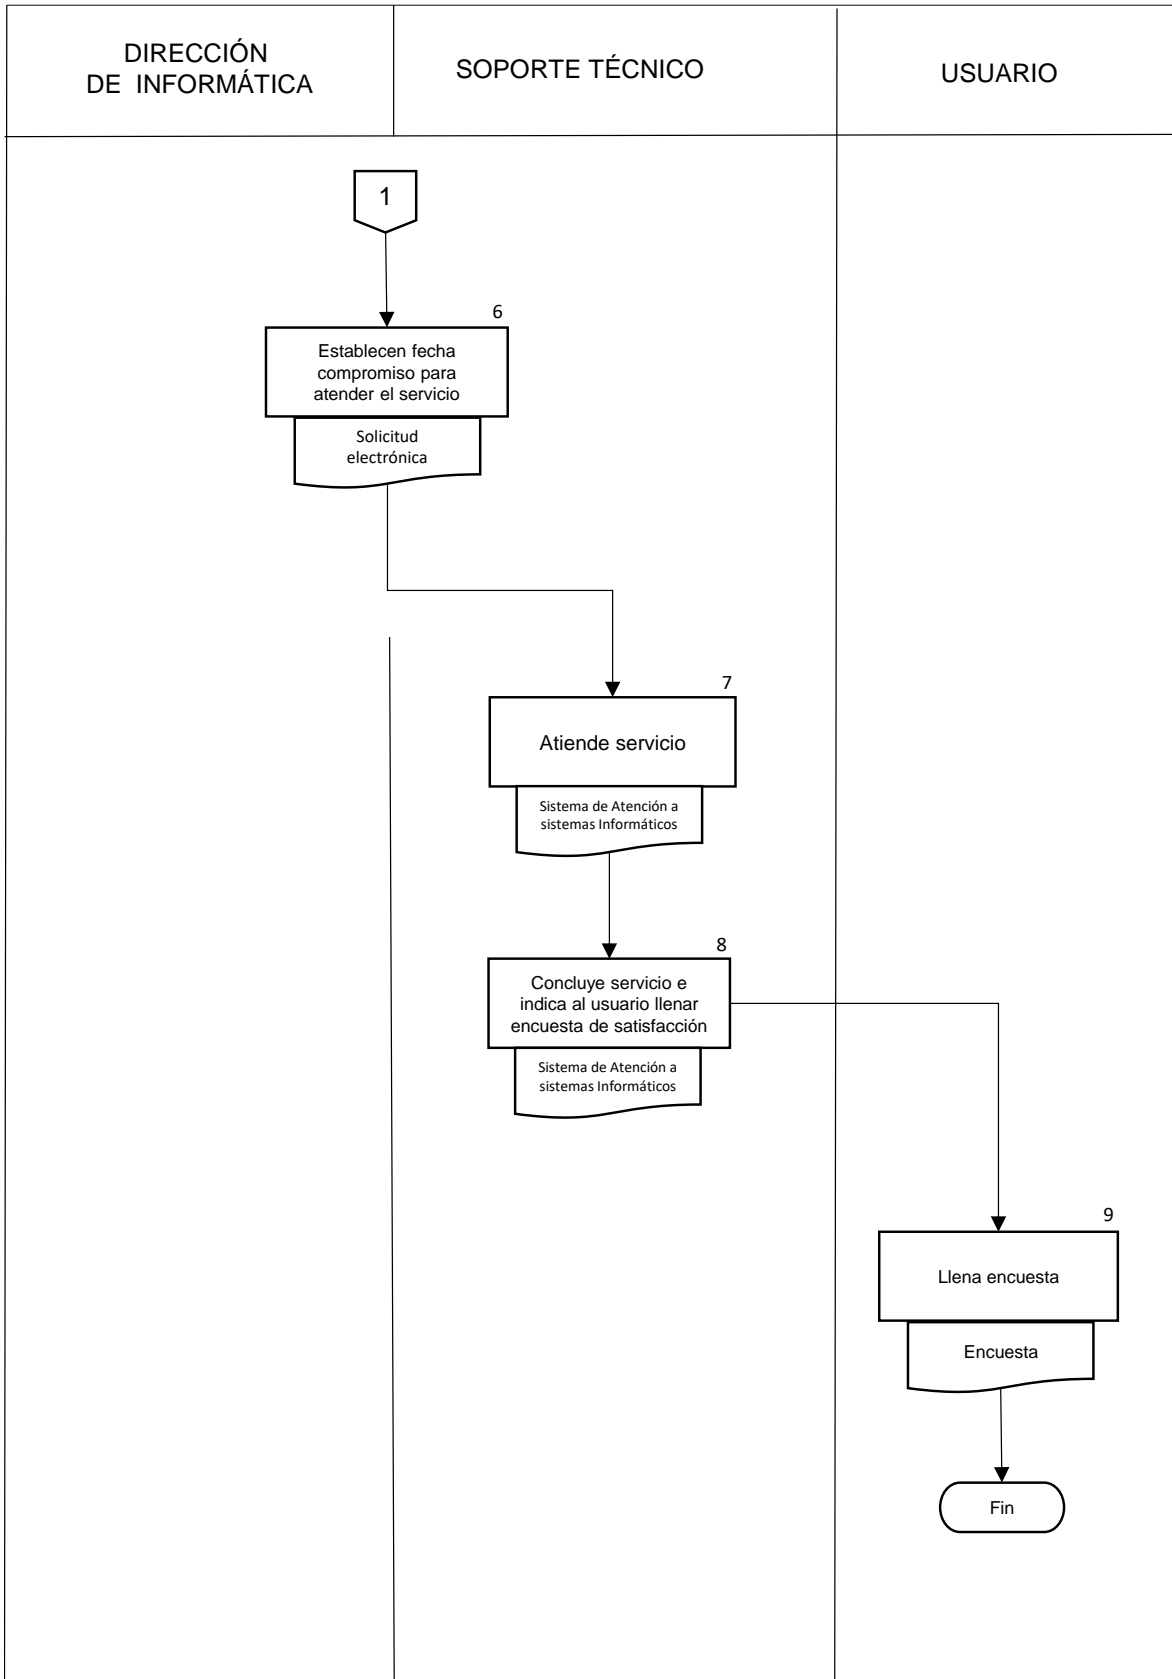 DIRECCIÓN
DE INFORMÁTICA
SOPORTE TÉCNICO
USUARIO
1
6
Establecen fecha
compromiso para
atender el servicio
Solicitud
electrónica
7
Atiende servicio
Sistema de Atención a
sistemas Informáticos
8
Concluye servicio e
indica al usuario llenar
encuesta de satisfacción
Sistema de Atención a
sistemas Informáticos
9
Llena encuesta
Encuesta
Fin